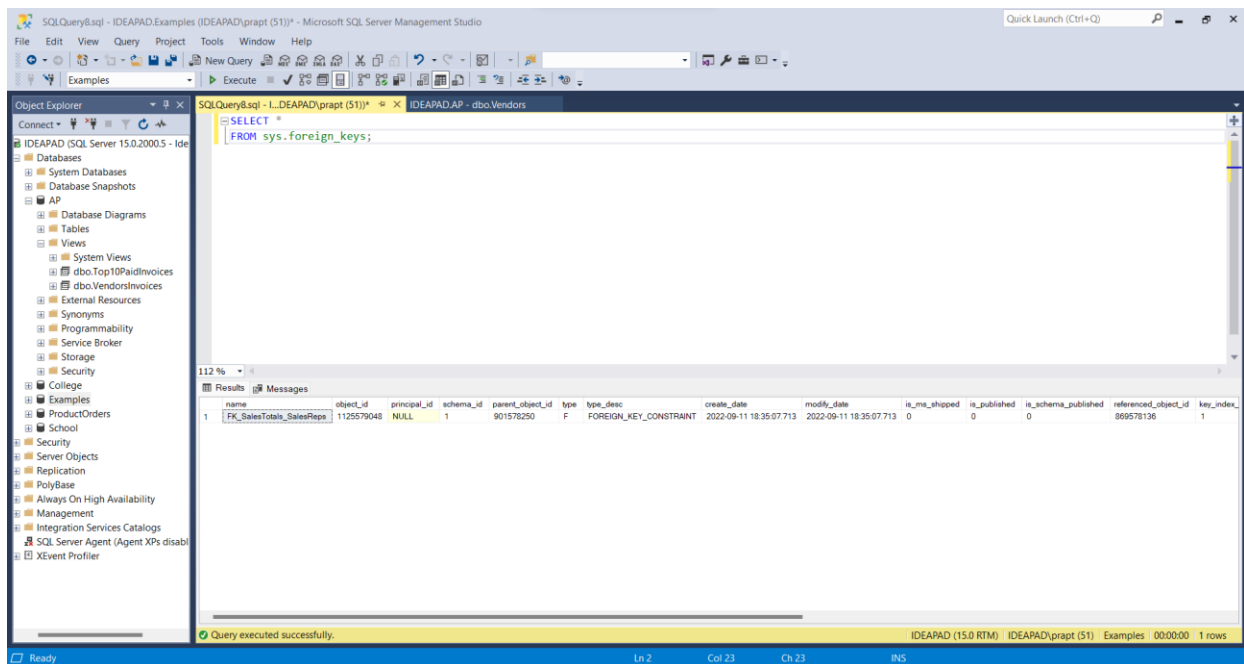 SQLQuery8.sql - IDEAPAD.Examples (IDEAPAD\prapt (51))* - Microsoft SQL Server Management Studio
Quick Launch (Ctrl+Q)
File Edit View Query Project Tools Window Help
New Query
Examples
Execute
Object Explorer
SQLQuery8.sql - I...DEAPAD\prapt (51))*
IDEAPAD.AP - dbo.Vendors
Connect
IDEAPAD (SQL Server 15.0.2000.5 - Ide
Databases
System Databases
Database Snapshots
AP
Database Diagrams
Tables
Views
System Views
dbo.Top10PaidInvoices
dbo.VendorsInvoices
External Resources
Synonyms
Programmability
Service Broker
Storage
Security
College
Examples
ProductOrders
School
Security
Server Objects
Replication
PolyBase
Always On High Availability
Management
Integration Services Catalogs
SQL Server Agent (Agent XPs disabl
XEvent Profiler
SELECT *
FROM sys.foreign_keys;
112 %
Results Messages
name object_id principal_id schema_id parent_object_id type type_desc create_date modify_date is_ms_shipped is_published is_schema_published referenced_object_id key_index_
1 FK_SalesTotals_SalesReps 1125579048 NULL 1 901578250 F FOREIGN_KEY_CONSTRAINT 2022-09-11 18:35:07.713 2022-09-11 18:35:07.713 0 0 0 869578136 1
Query executed successfully.
IDEAPAD (15.0 RTM) IDEAPAD\prapt (51) Examples 00:00:00 1 rows
Ready Ln 2 Col 23 Ch 23 INS